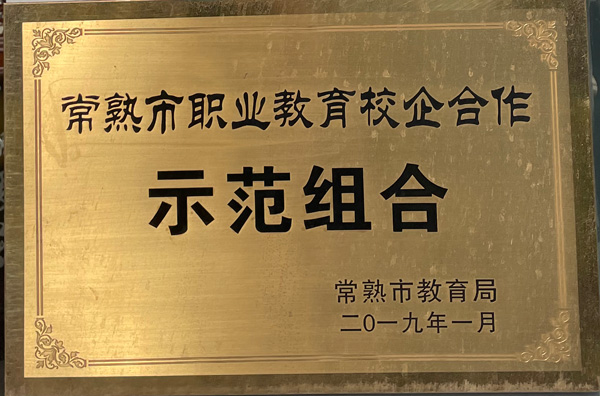 常熟市职业教育校企合作
示范组合
常熟市教育局
二〇一九年一月